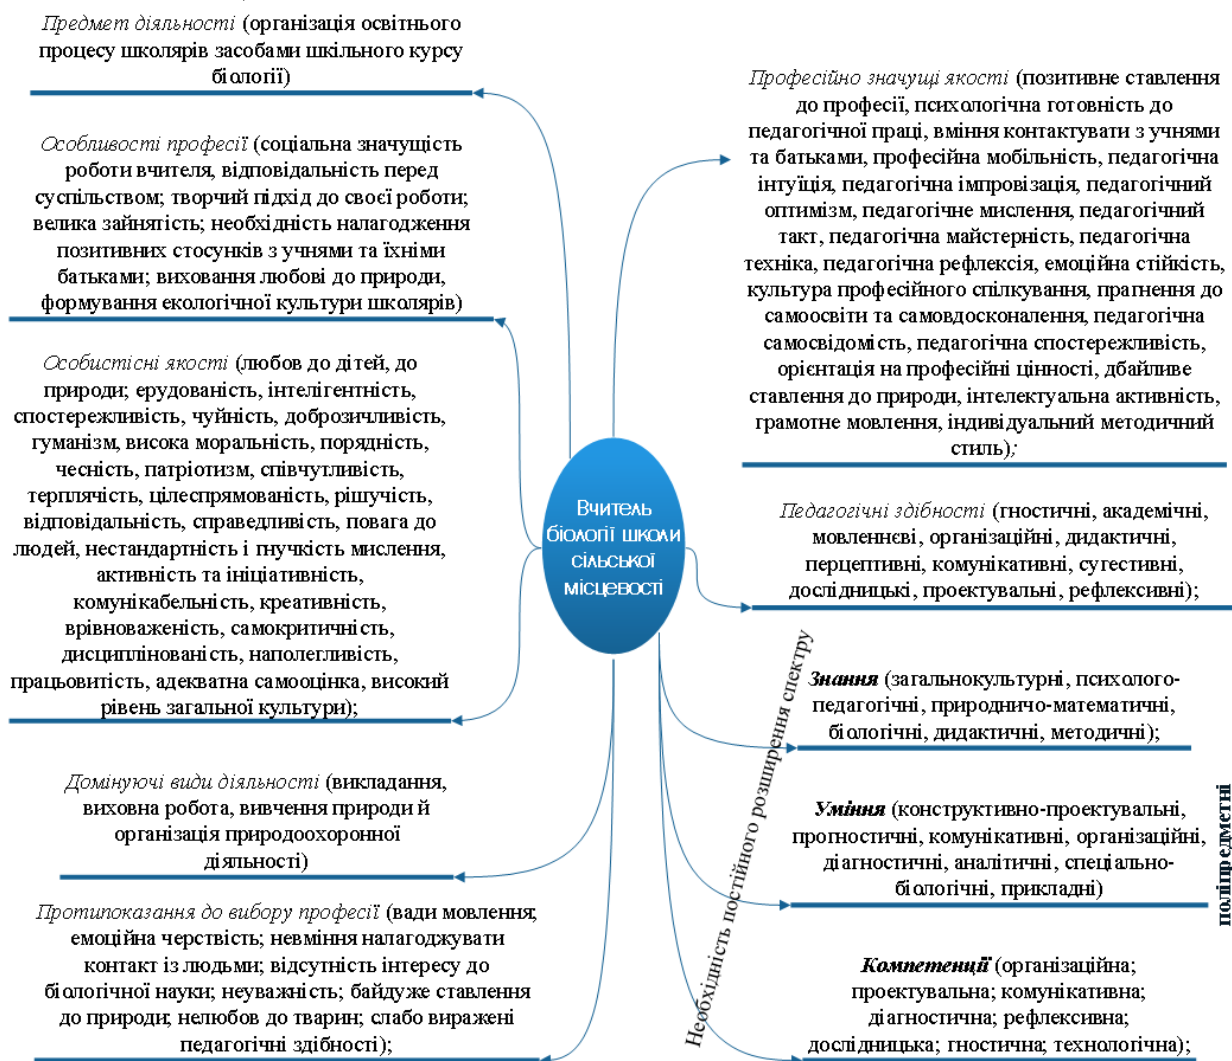 Предмет діяльності (організація освітнього
процесу школярів засобами шкільного курсу
біології)
Особливості професії (соціальна значущість
роботи вчителя, відповідальність перед
суспільством; творчий підхід до своєї роботи;
велика зайнятість; необхідність налагодження
позитивних стосунків з учнями та їхніми
батьками; виховання любові до природи,
формування екологічної культури школярів)
Особистісні якості (любов до дітей, до
природи; ерудованість, інтелігентність,
спостережливість, чуйність, доброзичливість,
гуманізм, висока моральність, порядність,
чесність, патріотизм, співчутливість,
терплячість, цілеспрямованість, рішучість,
відповідальність, справедливість, повага до
людей, нестандартність і гнучкість мислення,
активність та ініціативність,
комунікабельність, креативність,
врівноваженість, самокритичність,
дисциплінованість, наполегливість,
працьовитість, адекватна самооцінка, високий
рівень загальної культури);
Домінуючі види діяльності (викладання,
виховна робота, вивчення природи й
організація природоохоронної
діяльності)
Протипоказання до вибору професії (вади мовлення;
емоційна черствість; невміння налагоджувати
контакт із людьми; відсутність інтересу до
біологічної науки; неуважність; байдуже ставлення
до природи; нелюбов до тварин; слабо виражені
педагогічні здібності);
Вчитель
біології школи
сільської
місцевості
Професійно значущі якості (позитивне ставлення
до професії, психологічна готовність до
педагогічної праці, вміння контактувати з учнями
та батьками, професійна мобільність, педагогічна
інтуїція, педагогічна імпровізація, педагогічний
оптимізм, педагогічне мислення, педагогічний
такт, педагогічна майстерність, педагогічна
техніка, педагогічна рефлексія, емоційна стійкість,
культура професійного спілкування, прагнення до
самоосвіти та самовдосконалення, педагогічна
самосвідомість, педагогічна спостережливість,
орієнтація на професійні цінності, дбайливе
ставлення до природи, інтелектуальна активність,
грамотне мовлення, індивідуальний методичний
стиль);
Педагогічні здібності (гностичні, академічні,
мовленнєві, організаційні, дидактичні,
перцептивні, комунікативні, сугестивні,
дослідницькі, проектувальні, рефлексивні);
Необхідність постійного розширення спектру
Знання (загальнокультурні, психолого-
педагогічні, природничо-математичні,
біологічні, дидактичні, методичні);
Уміння (конструктивно-проектувальні,
прогностичні, комунікативні, організаційні,
діагностичні, аналітичні, спеціально-
біологічні, прикладні)
поліпредметні
Компетенції (організаційна;
проектувальна; комунікативна;
діагностична; рефлексивна;
дослідницька; гностична; технологічна);